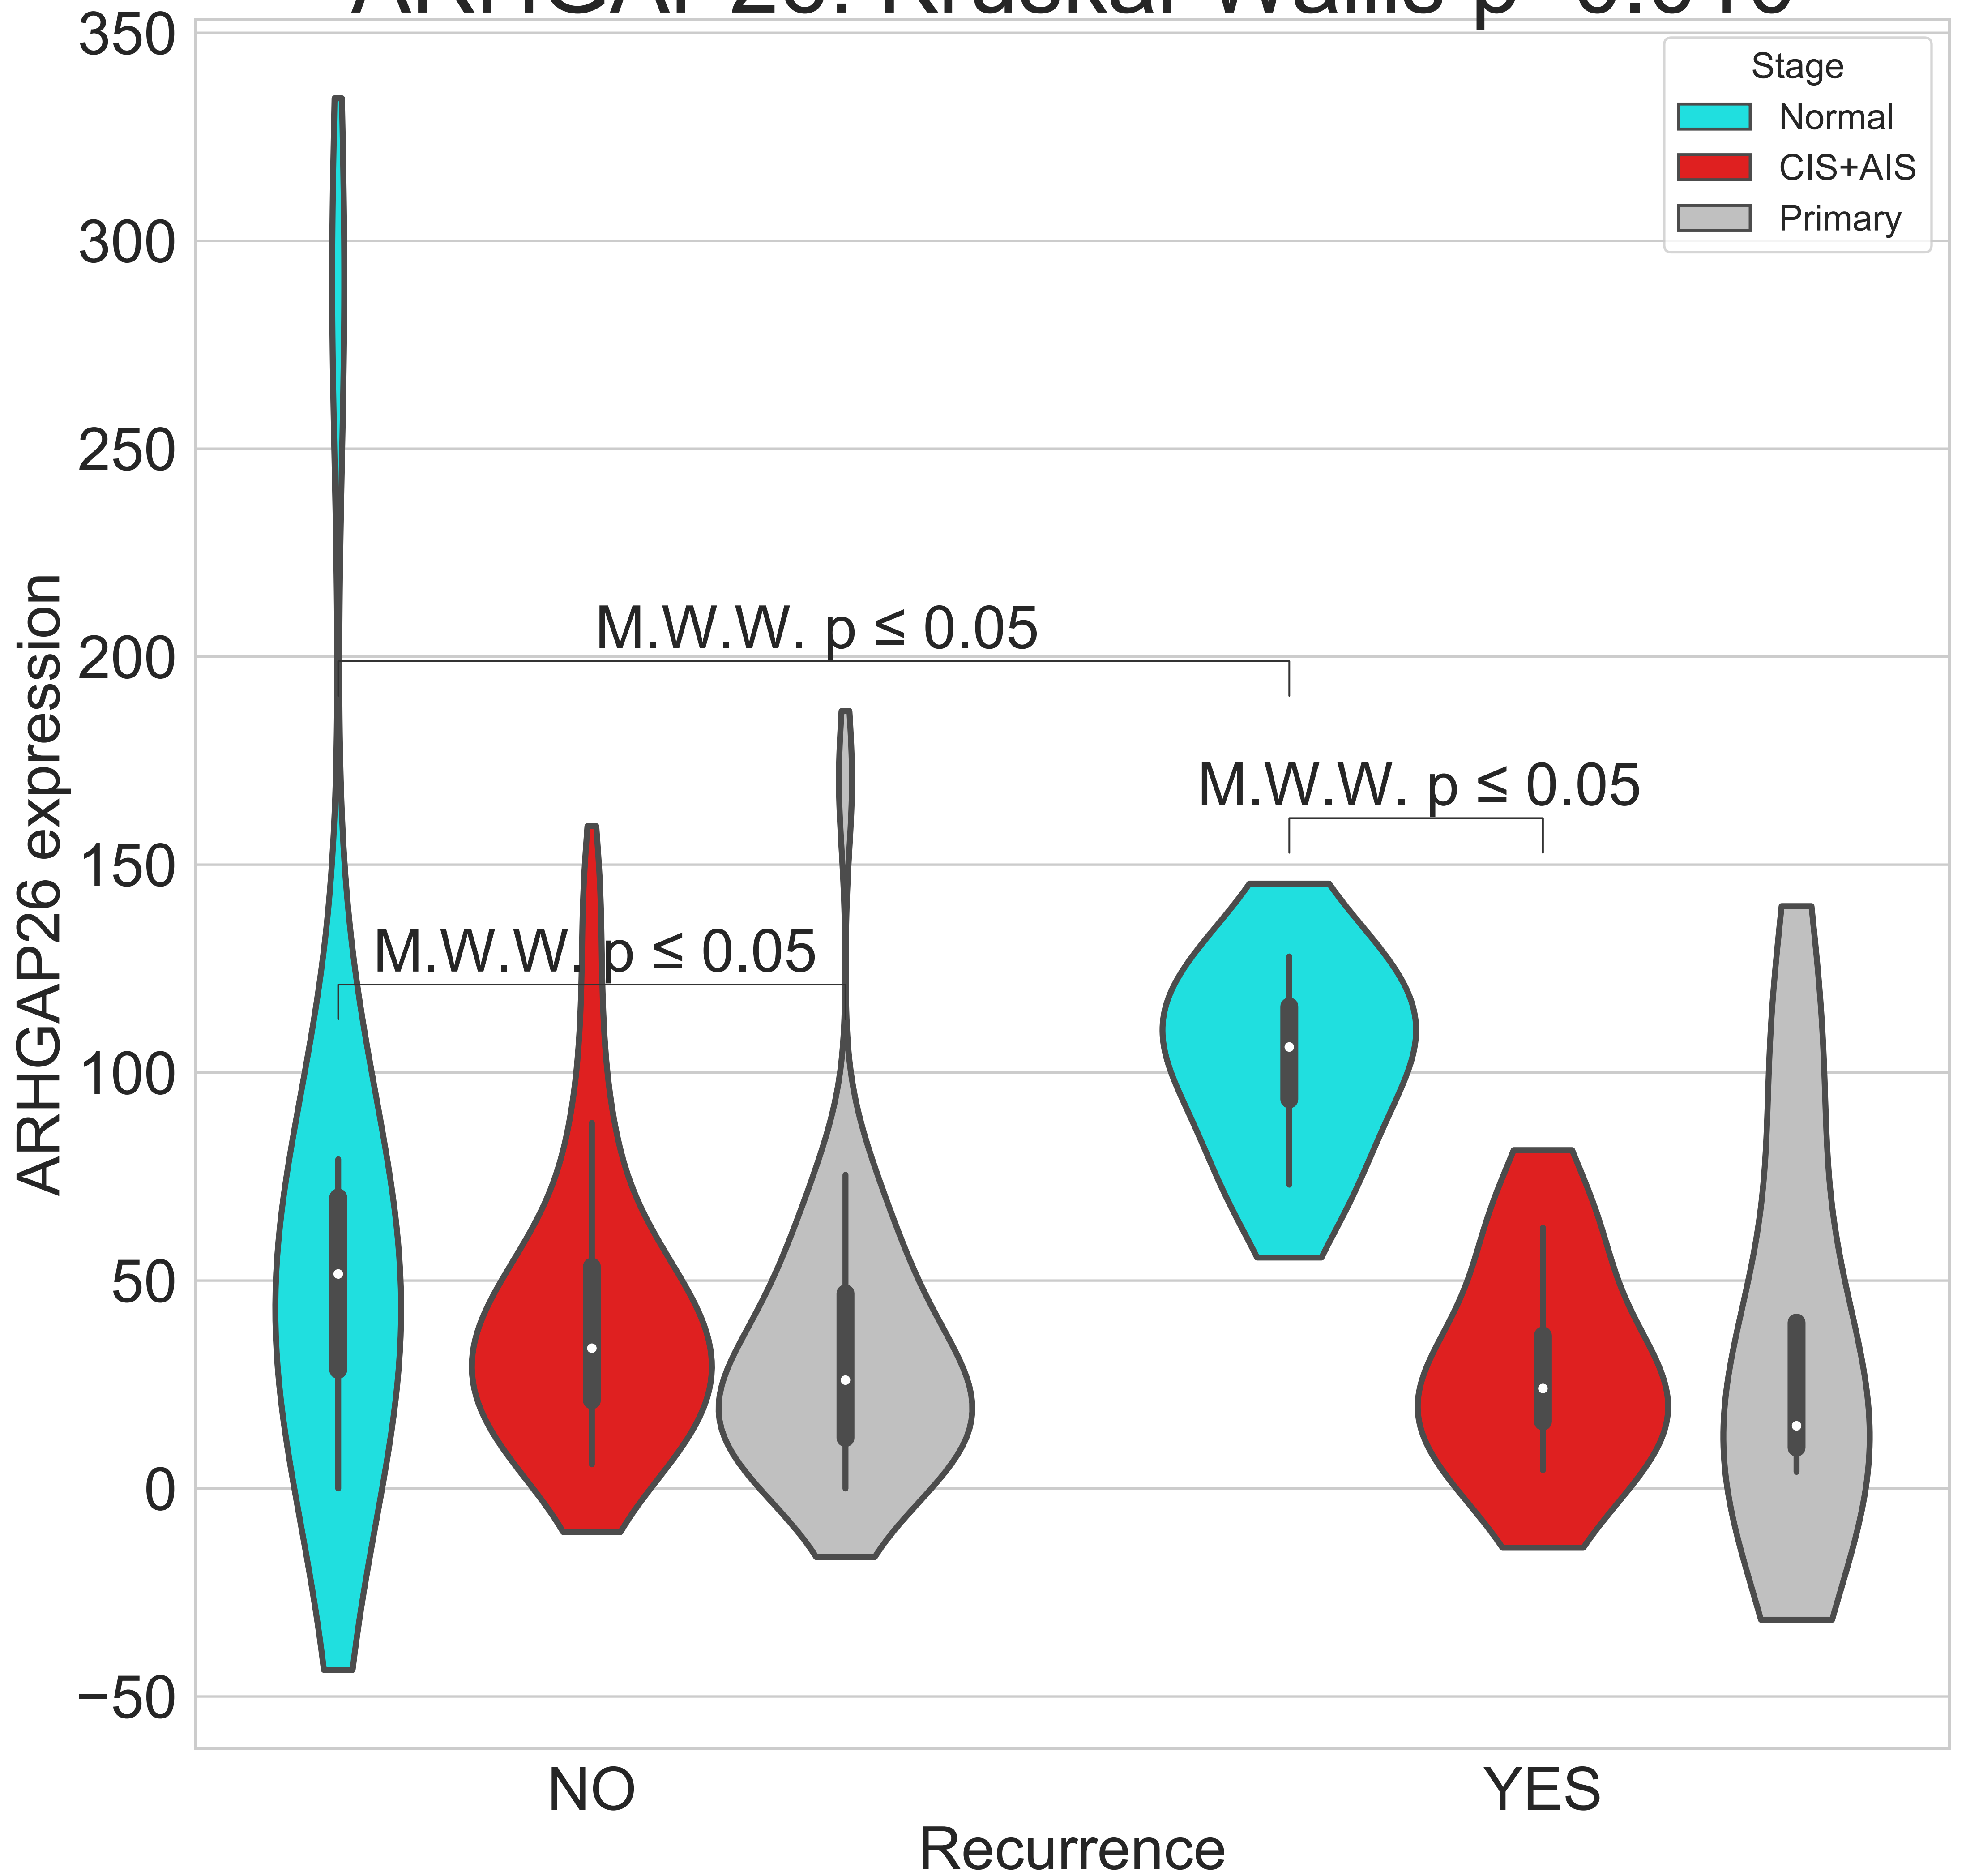 350
Stage
Normal
CIS+AIS
Primary
300
250
M.W.W. p ≤ 0.05
200
M.W.W. p ≤ 0.05
150
M.W.W. p ≤ 0.05
100
50
0
−50
ARHGAP26 expression
NO
YES
Recurrence